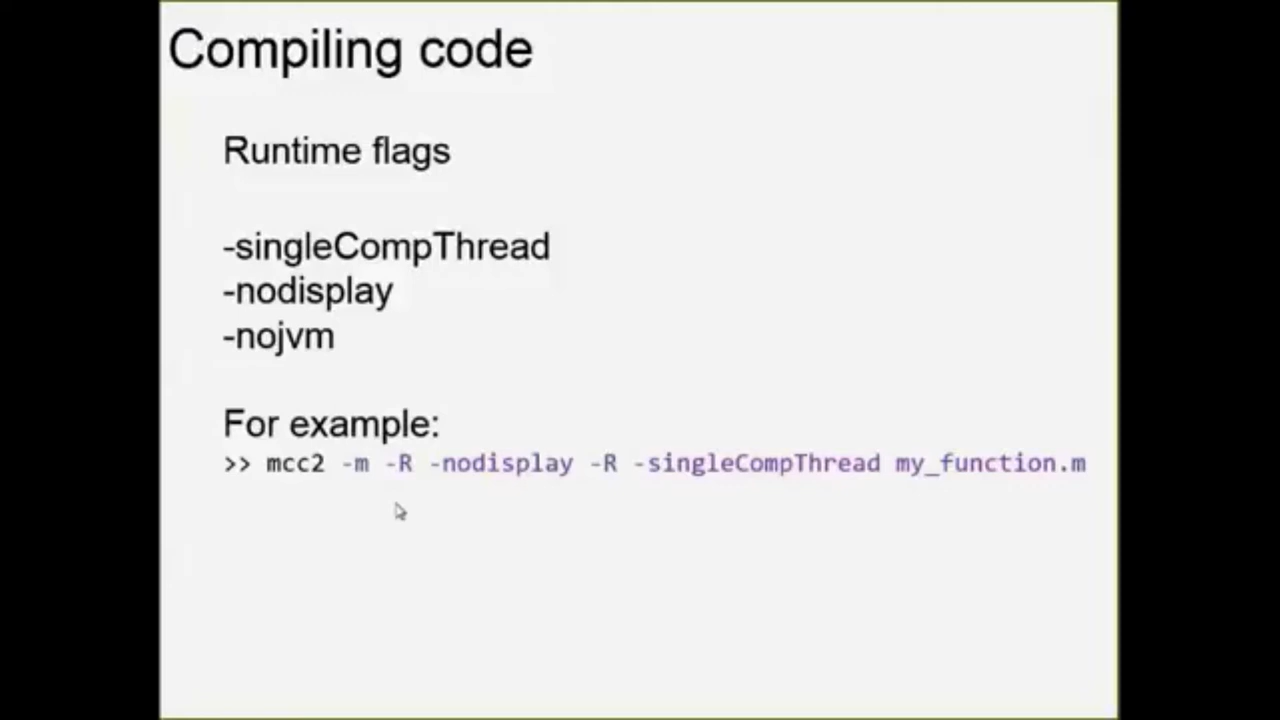 Compiling code
Runtime flags
-singleCompThread
-nodisplay
-nojvm
For example:
>> mcc2 -m -R -nodisplay -R -singleCompThread my_function.m